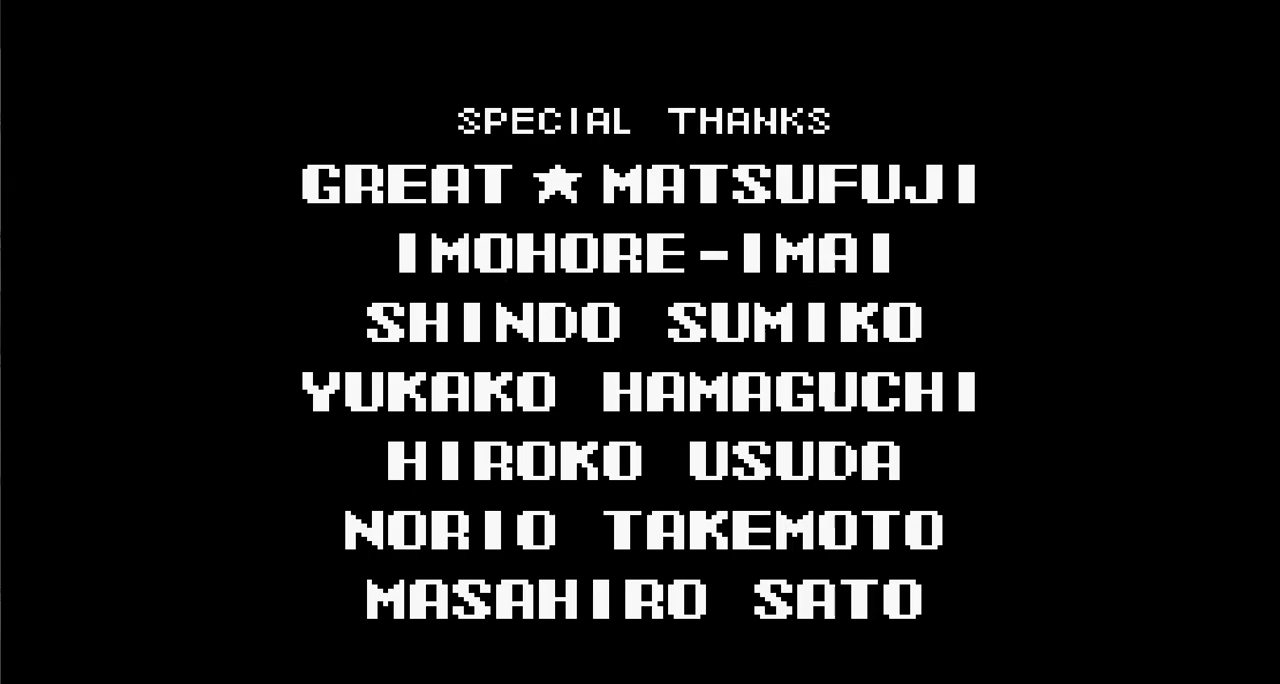 SPECIAL THANKS
GREAT★MATSUFUJI
IMOHORE-IMAI
SHINDO SUMIKO
YUKAKO HAMAGUCHI
HIROKO USUDA
NORIO TAKEMOTO
MASAHIRO SATO